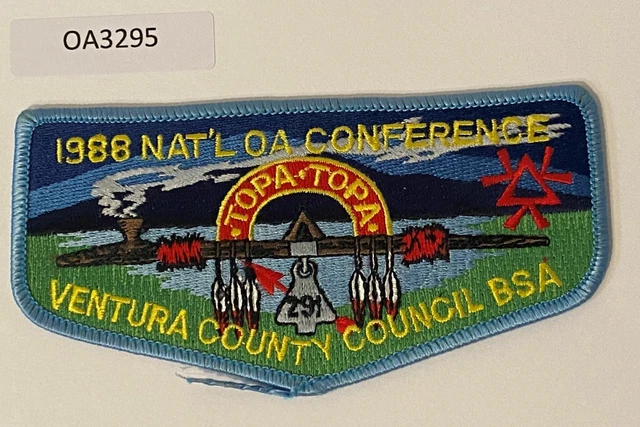 OA3295
1988 NAT'L OA CONFERENCE
TOPA·TOPA
291
VENTURA COUNTY COUNCIL BSA